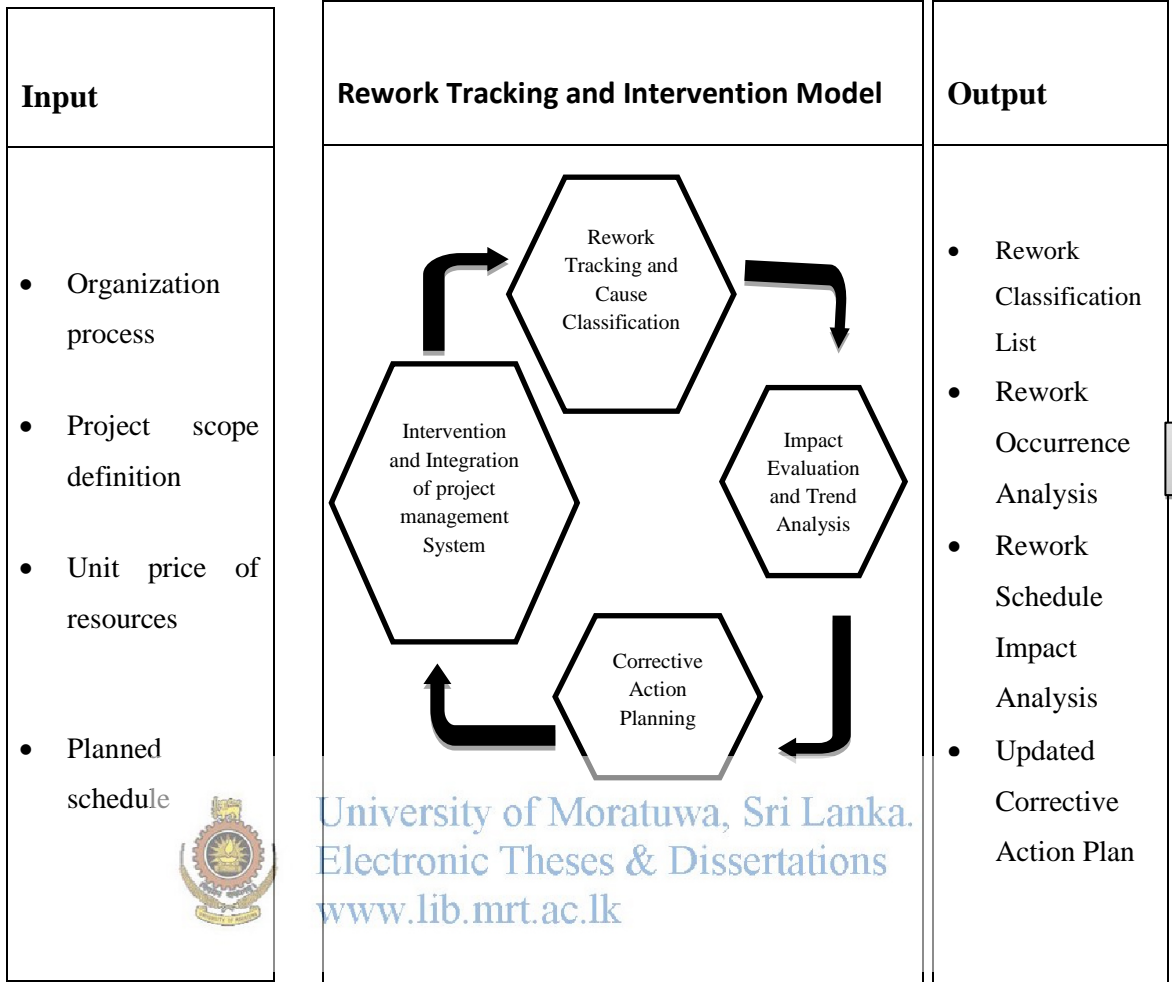 Input
Organization
process
Project scope
definition
Unit price of
resources
Planned
schedule
Rework Tracking and Intervention Model
Rework
Tracking and
Cause
Classification
Impact
Evaluation
and Trend
Analysis
Corrective
Action
Planning
Intervention
and Integration
of project
management
System
Output
Rework
Classification
List
Rework
Occurrence
Analysis
Rework
Schedule
Impact
Analysis
Updated
Corrective
Action Plan
University of Moratuwa, Sri Lanka.
Electronic Theses & Dissertations
www.lib.mrt.ac.lk